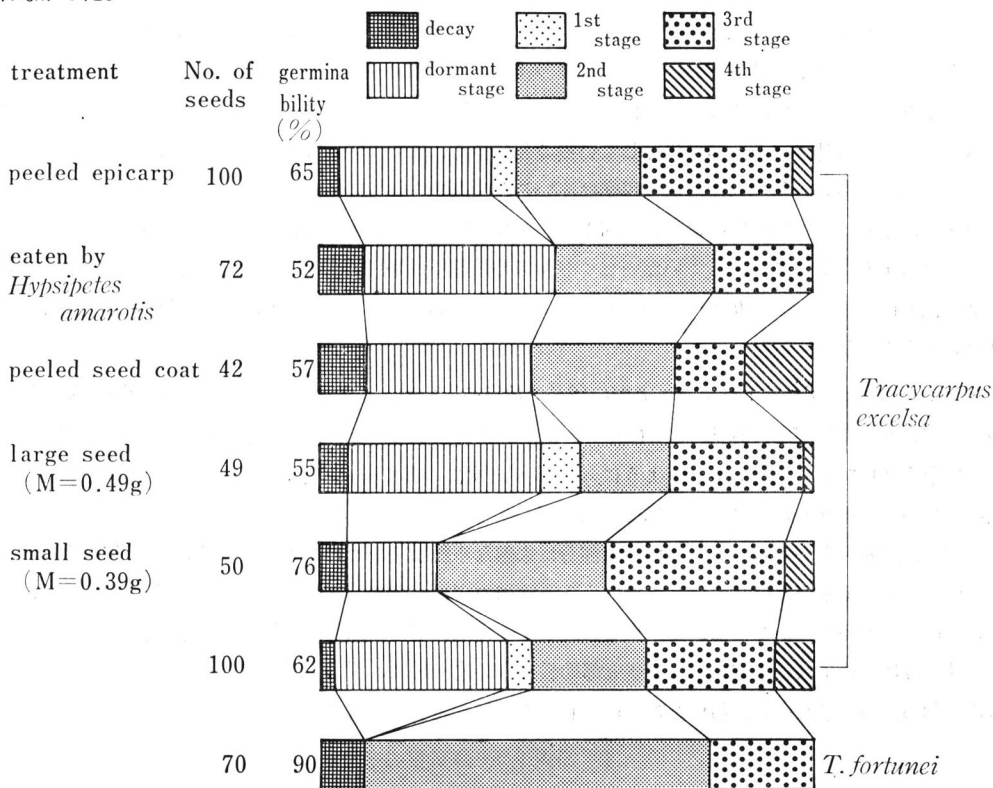 decay
1st stage
3rd stage
dormant stage
2nd stage
4th stage
treatment No. of seeds germina bility (%)
peeled epicarp 100 65
eaten by Hypsipetes amarotis 72 52
peeled seed coat 42 57
large seed (M=0.49g) 49 55
small seed (M=0.39g) 50 76
100 62
70 90
Tracycarpus excelsa
T. fortunei